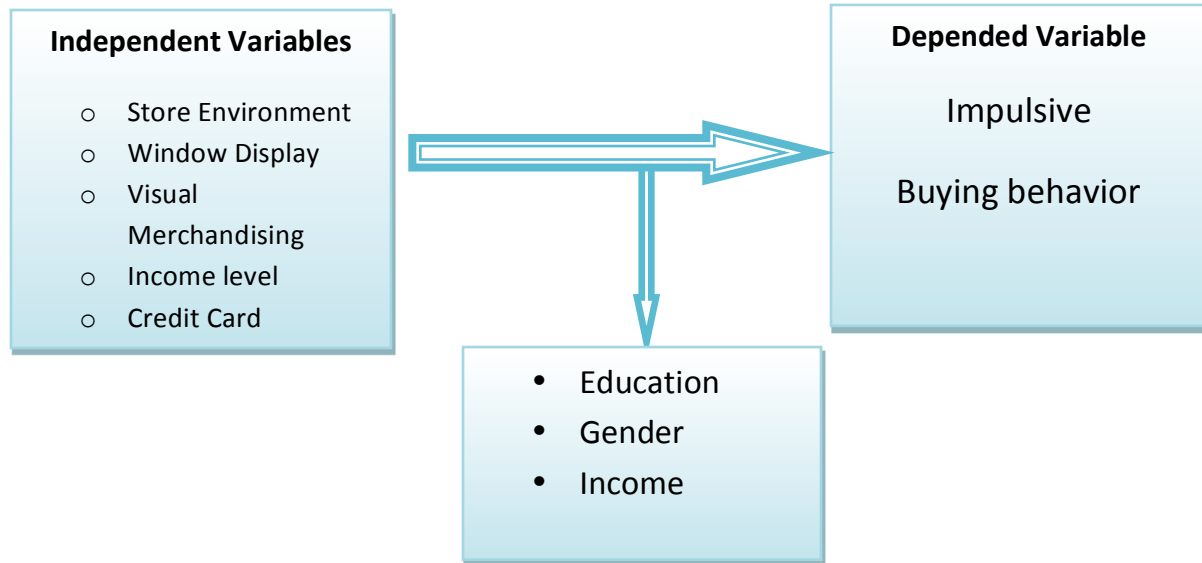 Independent Variables
o Store Environment
o Window Display
o Visual
Merchandising
o Income level
o Credit Card
Depended Variable
Impulsive
Buying behavior
• Education
• Gender
• Income